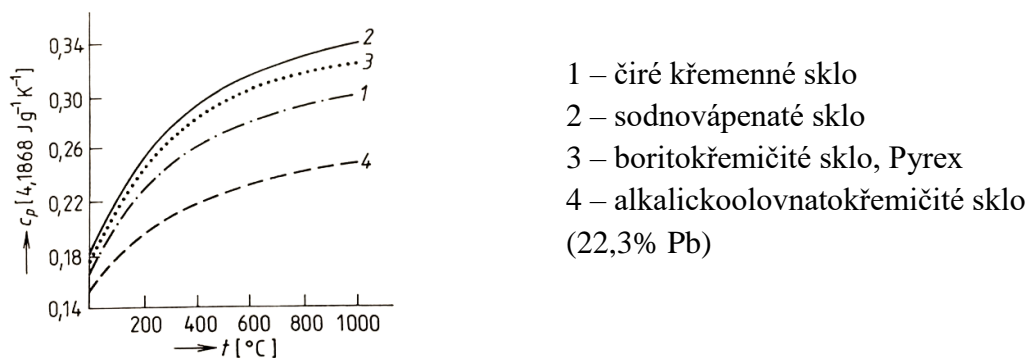 0,34
0,30
0,26
0,22
0,18
0,14
c_p [4,1868 Jg⁻¹K⁻¹]
200 400 600 800 1000
t [°C]
2
3
1
4
1 – čiré křemenné sklo
2 – sodnovápenaté sklo
3 – boritokřemičité sklo, Pyrex
4 – alkalickoolovnatokřemičité sklo
(22,3% Pb)